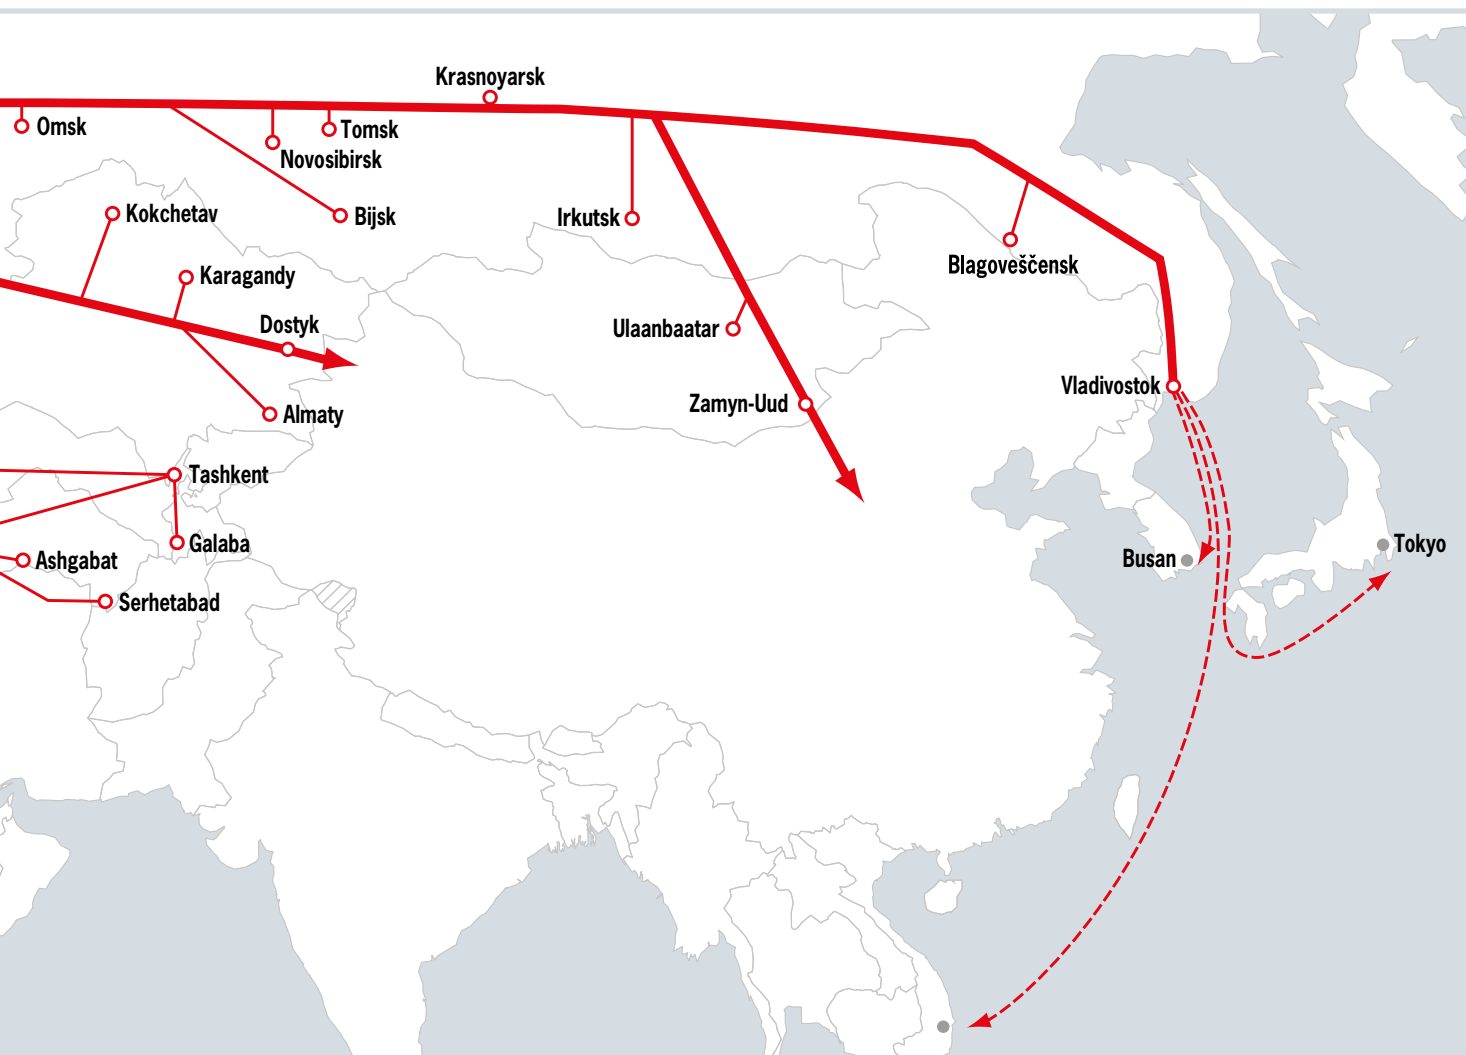 Krasnoyarsk
Omsk
Tomsk
Novosibirsk
Kokchetav
Bijsk
Irkutsk
Blagoveščensk
Karagandy
Dostyk
Ulaanbaatar
Vladivostok
Zamyn-Uud
Almaty
Tashkent
Galaba
Tokyo
Busan
Ashgabat
Serhetabad